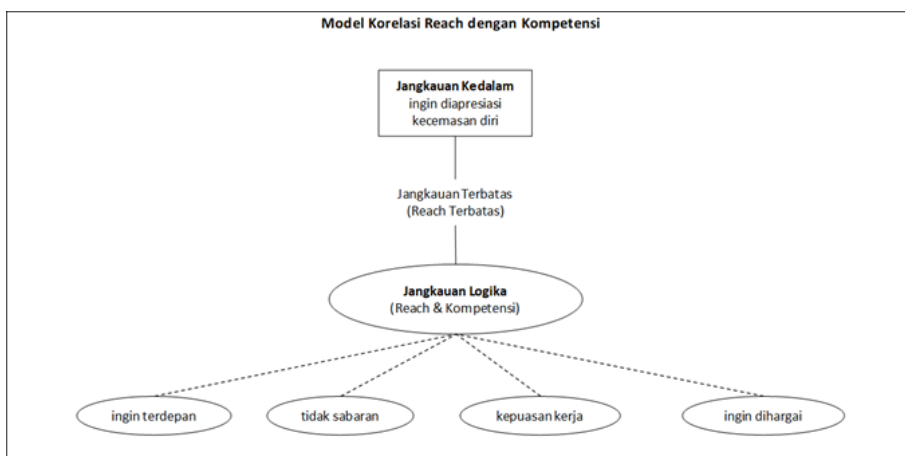 Model Korelasi Reach dengan Kompetensi
Jangkauan Kedalam
ingin diapresiasi
kecemasan diri
Jangkauan Terbatas
(Reach Terbatas)
Jangkauan Logika
(Reach & Kompetensi)
ingin terdepan
tidak sabaran
kepuasan kerja
ingin dihargai